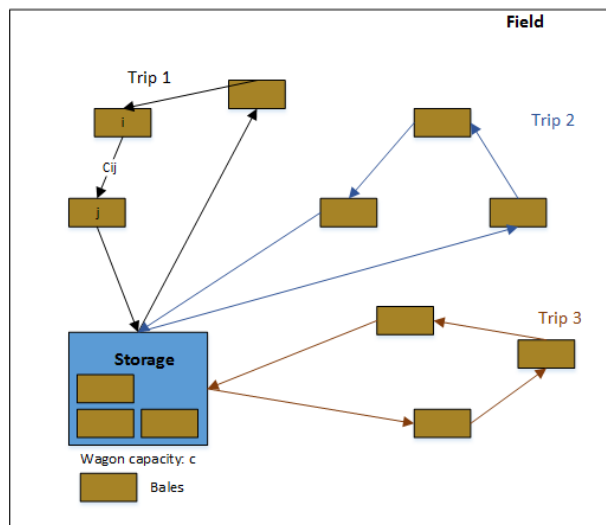 Field
Trip 1
i
Trip 2
Cij
j
Trip 3
Storage
Wagon capacity: c
Bales